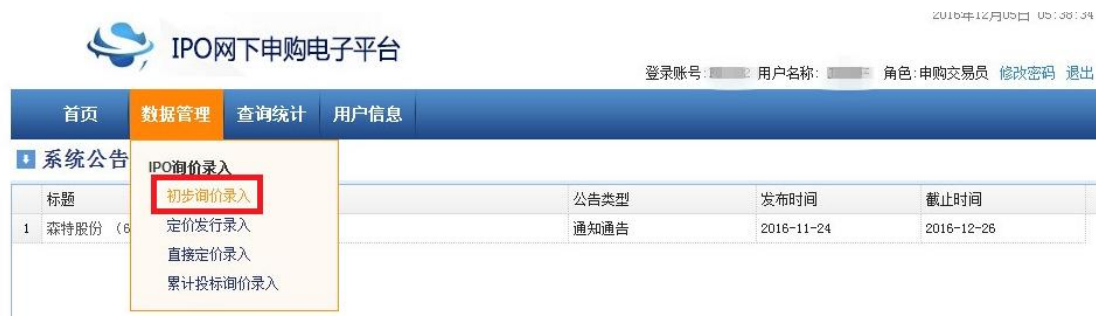 2016年12月05日 05:38:34
IPO网下申购电子平台
登录账号: 用户名称: 角色:申购交易员 修改密码 退出
首页 数据管理 查询统计 用户信息
系统公告
IPO询价录入
初步询价录入
定价发行录入
直接定价录入
累计投标询价录入
标题 公告类型 发布时间 截止时间
1 森特股份 （6 通知通告 2016-11-24 2016-12-26